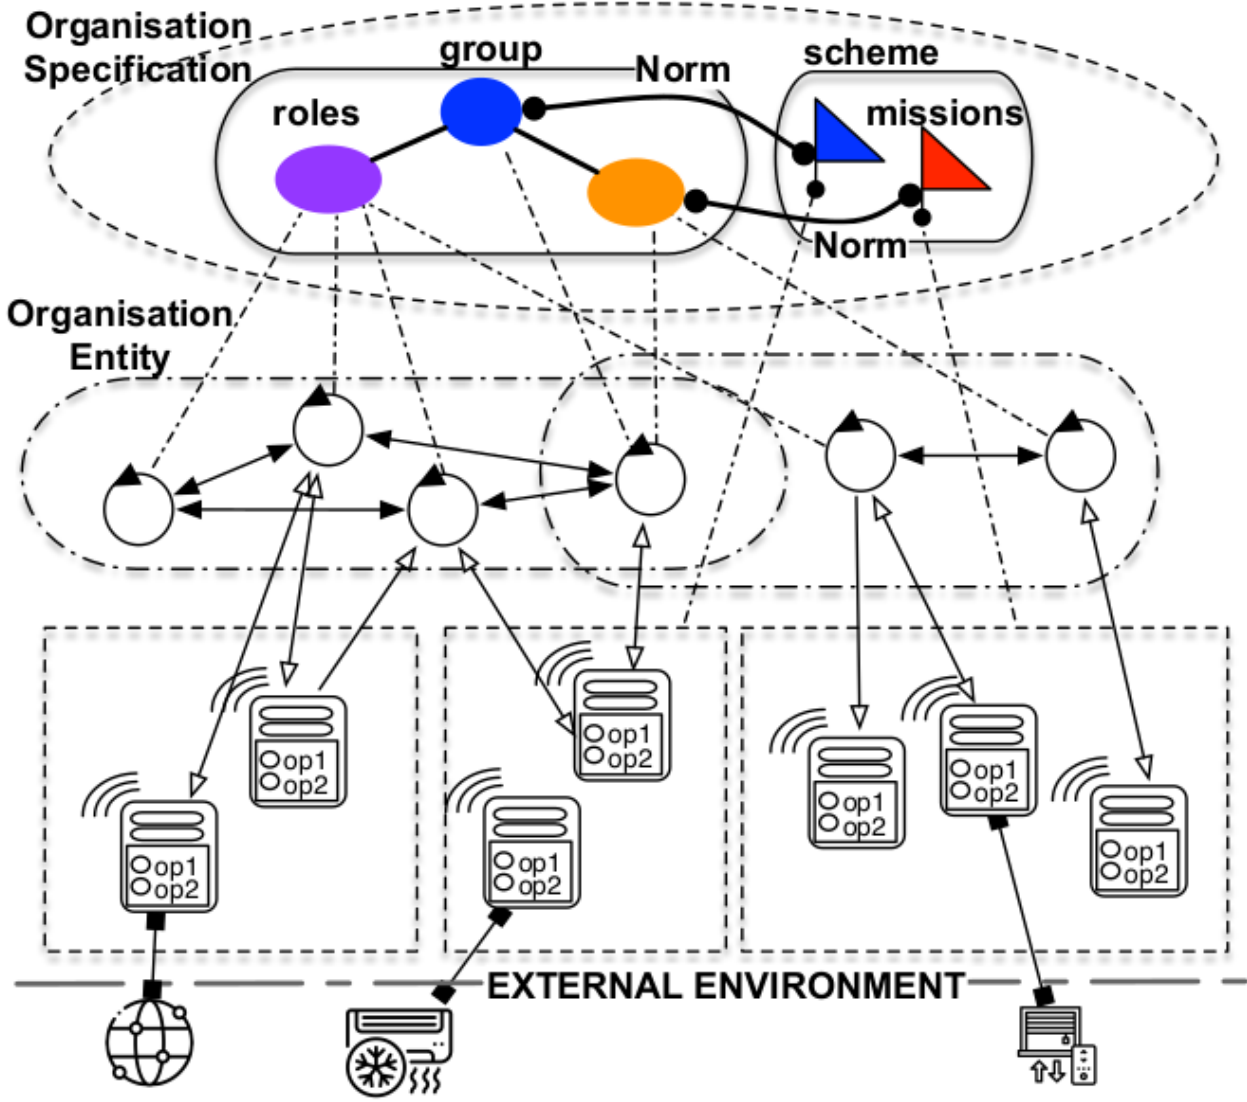 Organisation
Specification
group
Norm
scheme
roles
missions
Norm
Organisation
Entity
op1
op2
op1
op2
op1
op2
op1
op2
op1
op2
op1
op2
op1
op2
EXTERNAL ENVIRONMENT